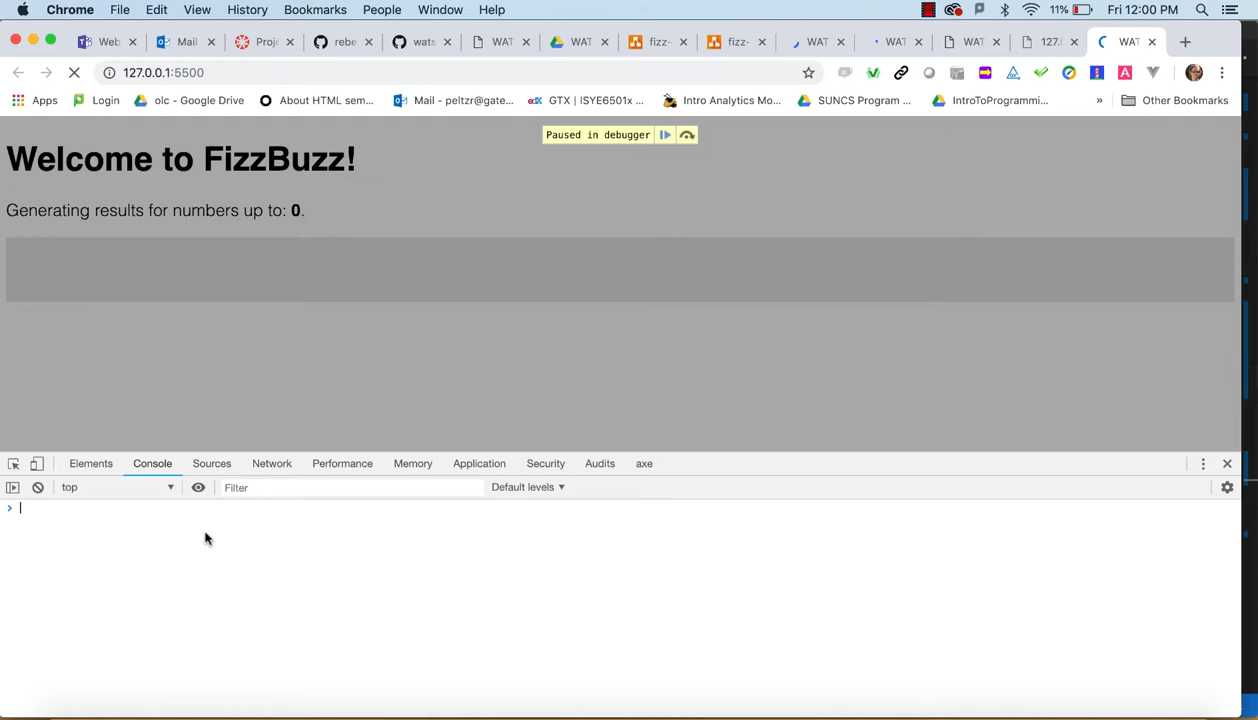 Chrome File Edit View History Bookmarks People Window Help 11% Fri 12:00 PM
Web Mail Proje rebe wats WAT WAT fizz- fizz- WAT WAT WAT 127.0 WAT
127.0.0.1:5500
Apps Login olc - Google Drive About HTML sem... Mail - peltzr@gate... edX GTX | ISYE6501x ... Intro Analytics Mo... SUNCS Program ... IntroToProgrammi... » Other Bookmarks
Paused in debugger
Welcome to FizzBuzz!
Generating results for numbers up to: 0.
Elements Console Sources Network Performance Memory Application Security Audits axe
top Filter Default levels